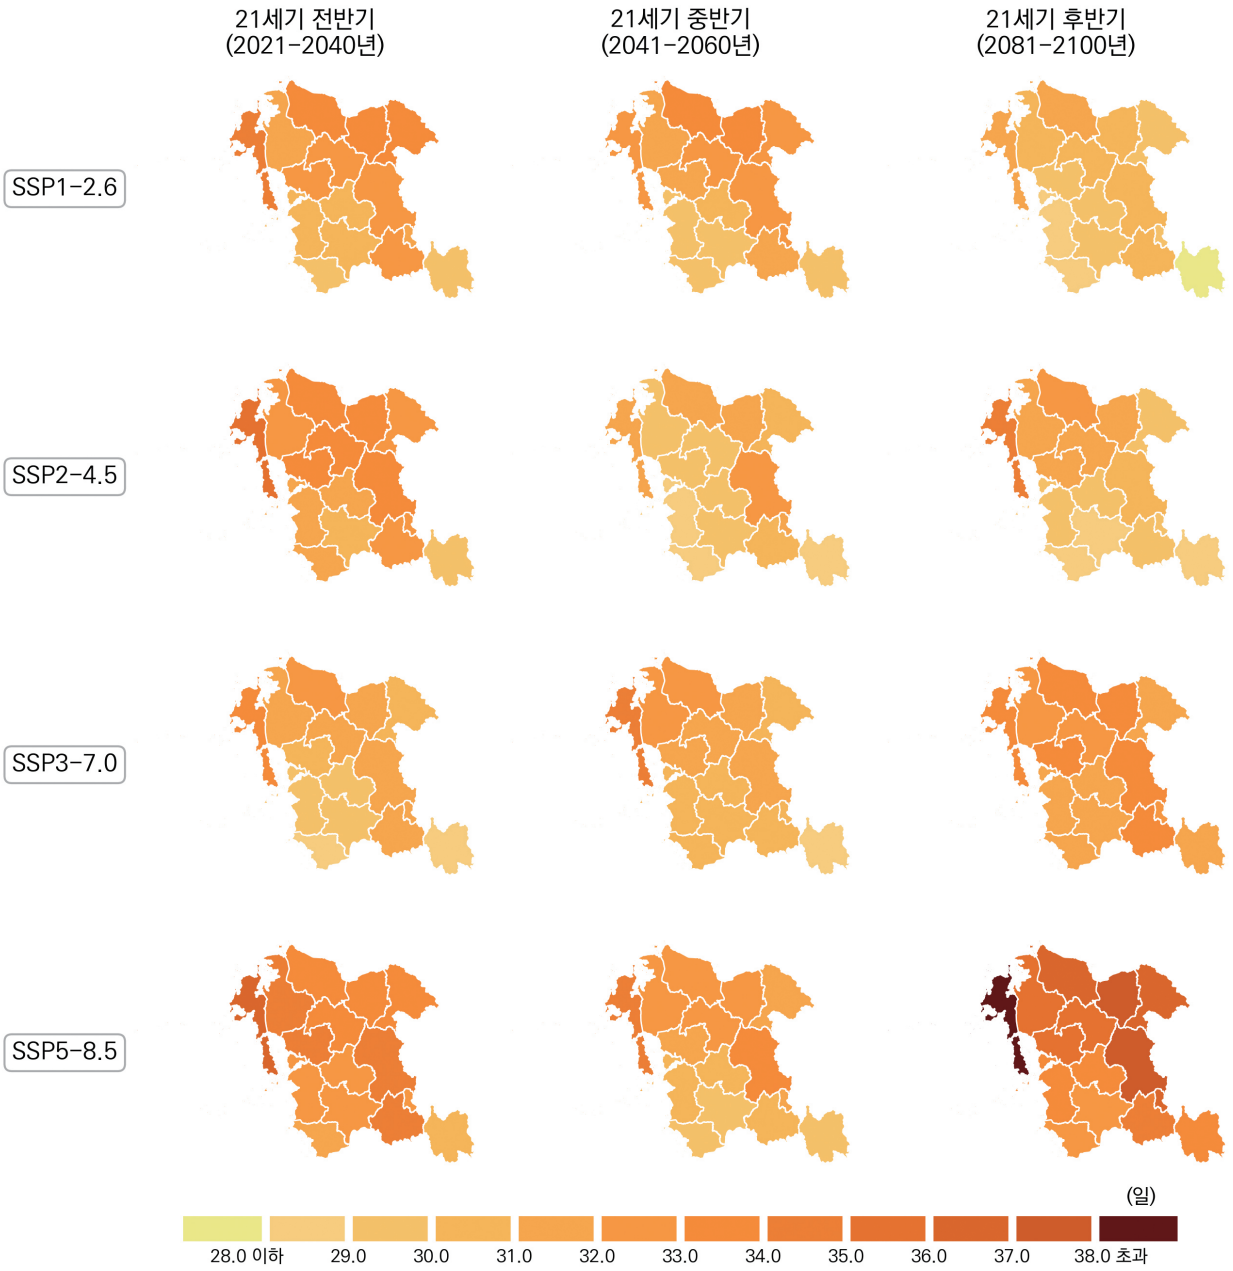 21세기 전반기
(2021-2040년)
21세기 중반기
(2041-2060년)
21세기 후반기
(2081-2100년)
SSP1-2.6
SSP2-4.5
SSP3-7.0
SSP5-8.5
(일)
28.0 이하 29.0 30.0 31.0 32.0 33.0 34.0 35.0 36.0 37.0 38.0 초과